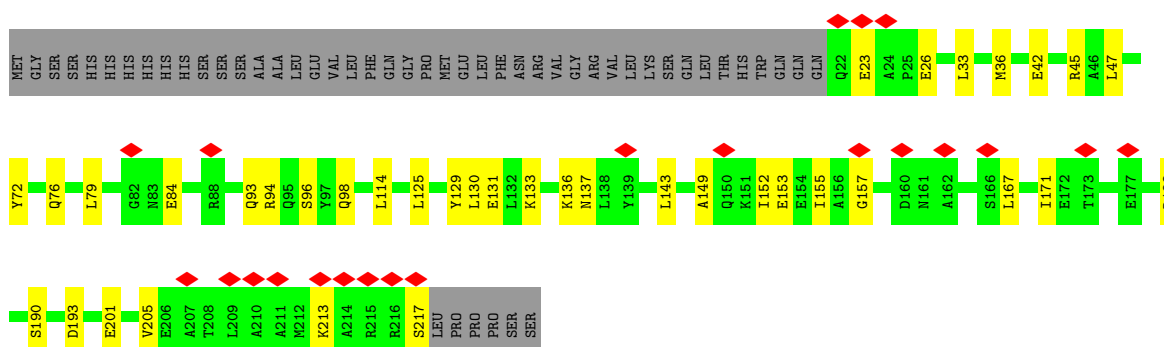 MET GLY SER SER HIS HIS HIS HIS HIS HIS SER SER SER ALA ALA LEU GLU VAL LEU PHE GLN GLY PRO MET GLU LEU PHE ASN ARG VAL GLY ARG VAL LEU LYS SER GLN LEU THR HIS TRP GLN GLN GLN Q22 E23 A24 P25 E26 L33 M36 E42 R45 A46 L47
Y72 Q76 L79 G82 N83 E84 R88 Q93 R94 Q95 S96 Y97 Q98 L114 L125 Y129 L130 E131 L132 K133 K136 N137 L138 Y139 L143 A149 Q150 K151 I152 E153 E154 I155 A156 G157 D160 N161 A162 S166 L167 I171 E172 T173 E177
S190 D193 E201 V205 E206 A207 T208 L209 A210 A211 M212 K213 A214 R215 R216 S217 LEU PRO PRO PRO SER SER